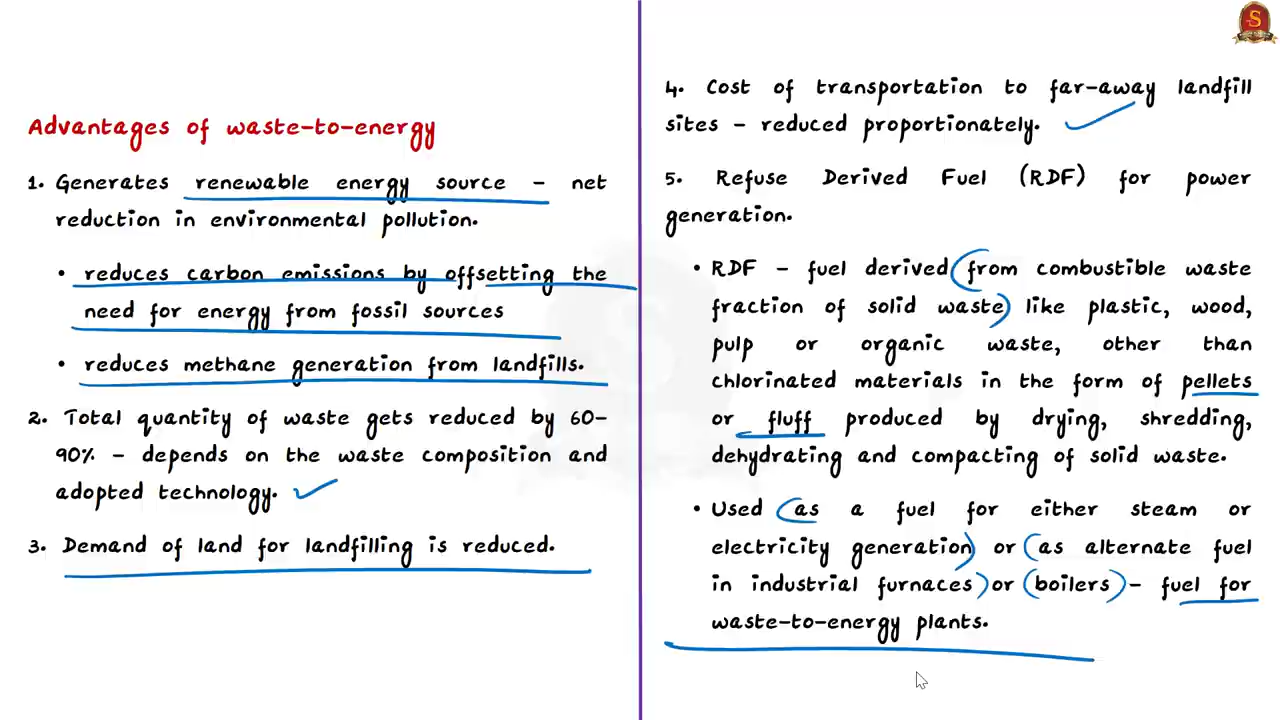 Advantages of waste-to-energy
1. Generates renewable energy source – net
reduction in environmental pollution.
• reduces carbon emissions by offsetting the
need for energy from fossil sources
• reduces methane generation from landfills.
2. Total quantity of waste gets reduced by 60-
90% – depends on the waste composition and
adopted technology.
3. Demand of land for landfilling is reduced.
4. Cost of transportation to far-away landfill
sites – reduced proportionately.
5. Refuse Derived Fuel (RDF) for power
generation.
• RDF – fuel derived from combustible waste
fraction of solid waste like plastic, wood,
pulp or organic waste, other than
chlorinated materials in the form of pellets
or fluff produced by drying, shredding,
dehydrating and compacting of solid waste.
• Used as a fuel for either steam or
electricity generation or as alternate fuel
in industrial furnaces or boilers – fuel for
waste-to-energy plants.